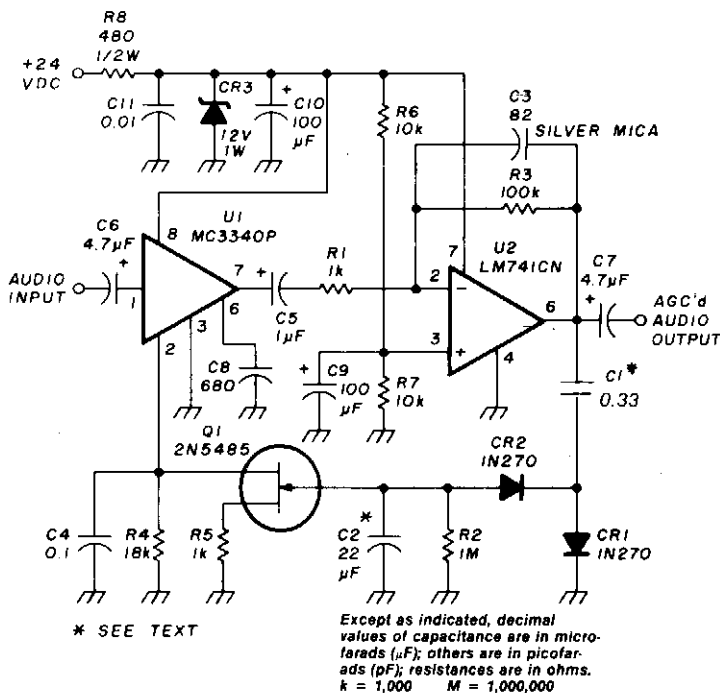 R8
480
1/2W
+24
VDC
C11
0.01
CR3
12V
1W
+
C10
100
µF
R6
10k
C3
82
SILVER MICA
R3
100k
U1
MC3340P
C6
4.7µF
+
AUDIO
INPUT
8
1
7
6
3
2
+
C5
1µF
R1
1k
U2
LM741CN
7
2
−
3
+
6
4
C7
4.7µF
+
AGC'd
AUDIO
OUTPUT
C8
680
+
C9
100
µF
R7
10k
C1*
0.33
Q1
2N5485
CR2
1N270
C4
0.1
R4
18k
R5
1k
*
C2
22
µF
R2
1M
CR1
1N270
* SEE TEXT
Except as indicated, decimal
values of capacitance are in micro-
farads (µF); others are in picofar-
ads (pF); resistances are in ohms.
k = 1,000 M = 1,000,000